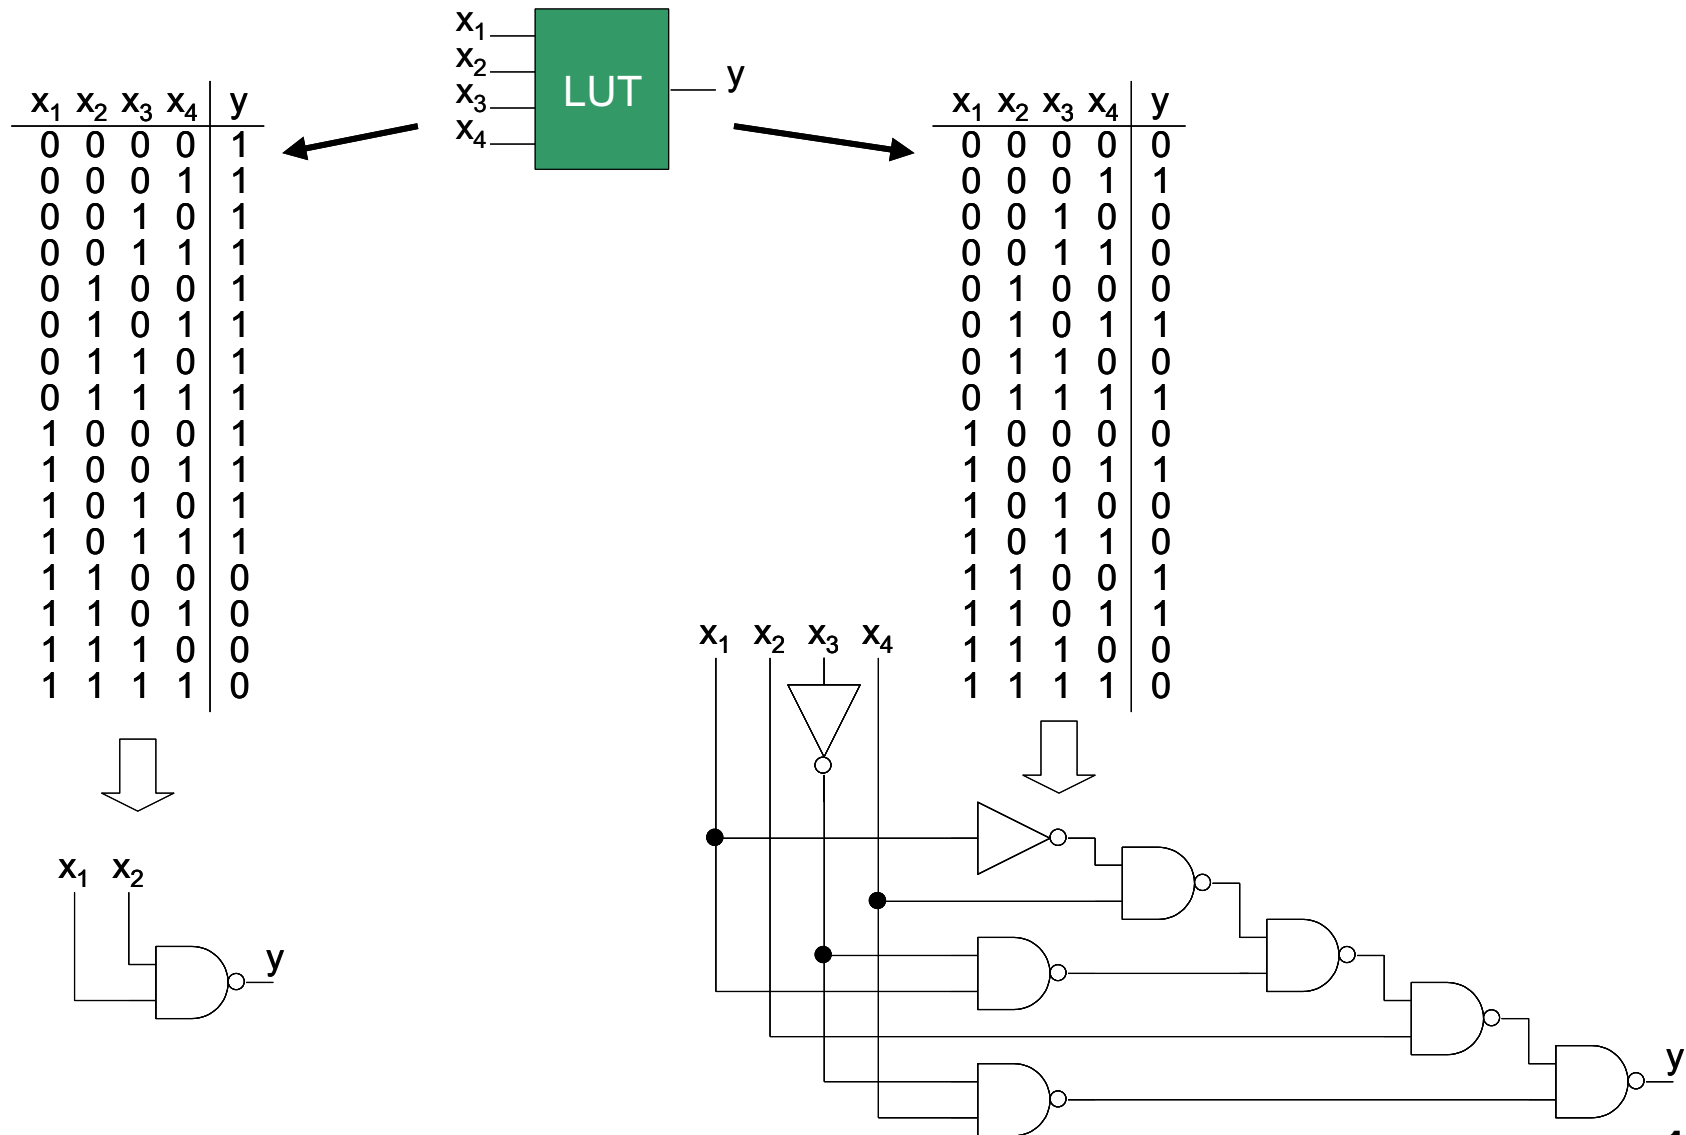 x1
x2
x3
x4
LUT
y
x1 x2 x3 x4 y
0 0 0 0 1
0 0 0 1 1
0 0 1 0 1
0 0 1 1 1
0 1 0 0 1
0 1 0 1 1
0 1 1 0 1
0 1 1 1 1
1 0 0 0 1
1 0 0 1 1
1 0 1 0 1
1 0 1 1 1
1 1 0 0 0
1 1 0 1 0
1 1 1 0 0
1 1 1 1 0
x1 x2
y
x1 x2 x3 x4 y
0 0 0 0 0
0 0 0 1 1
0 0 1 0 0
0 0 1 1 0
0 1 0 0 0
0 1 0 1 1
0 1 1 0 0
0 1 1 1 1
1 0 0 0 0
1 0 0 1 1
1 0 1 0 0
1 0 1 1 0
1 1 0 0 1
1 1 0 1 1
1 1 1 0 0
1 1 1 1 0
x1 x2 x3 x4
y